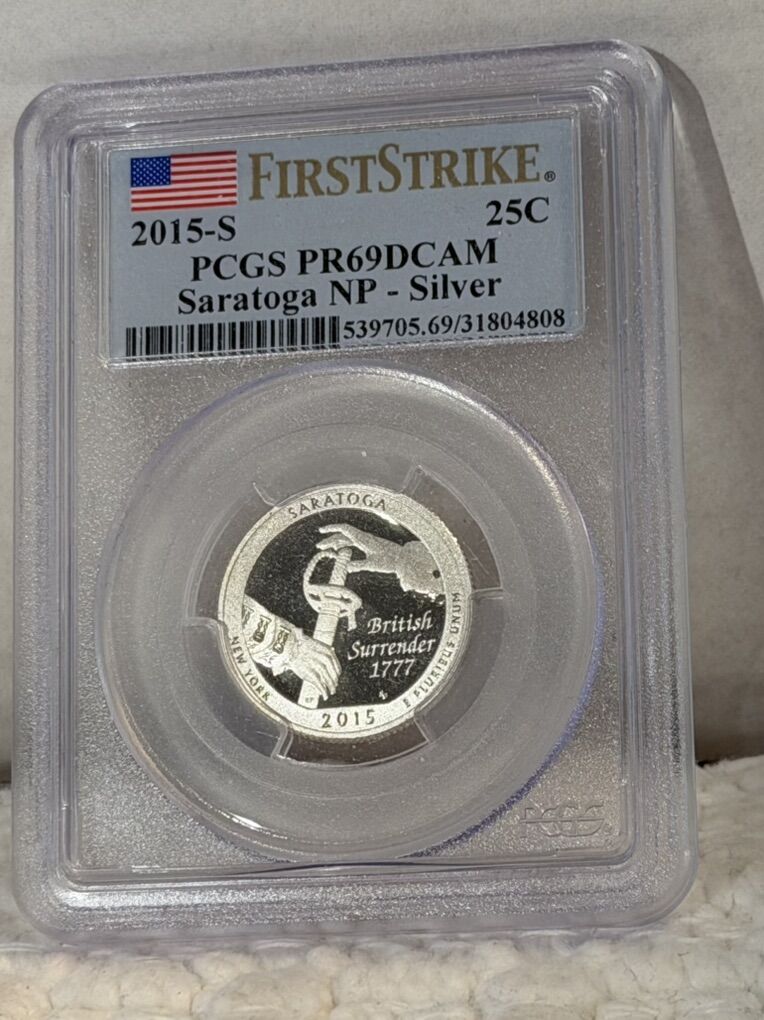 FIRSTSTRIKE®
2015-S 25C
PCGS PR69DCAM
Saratoga NP - Silver
539705.69/31804808
SARATOGA
British
Surrender
1777
NEW YORK
2015
E PLURIBUS UNUM
PCGS